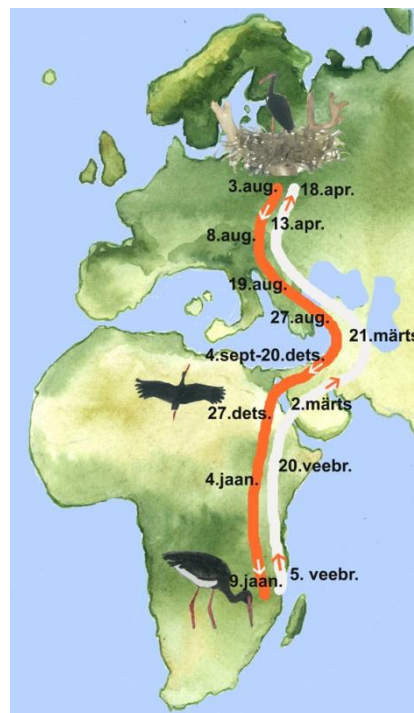 3.aug.
18.apr.
13.apr.
8.aug.
19.aug.
27.aug.
21.märts
4.sept-20.dets.
2.märts
27.dets.
20.veebr.
4.jaan.
9.jaan.
5. veebr.